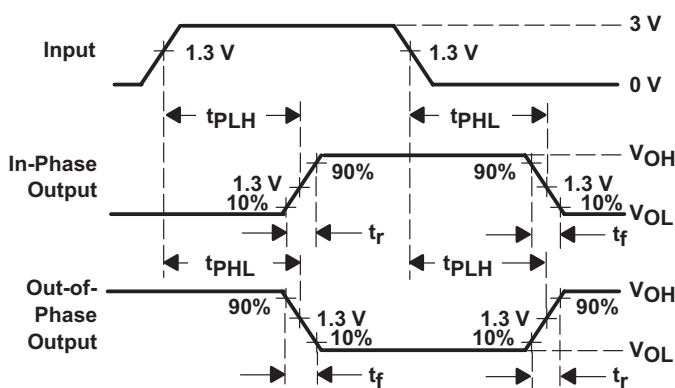 3 V
Input
1.3 V
1.3 V
0 V
tPLH
tPHL
In-Phase
Output
VOH
90%
90%
1.3 V
1.3 V
10%
10%
VOL
tr
tf
tPHL
tPLH
Out-of-
Phase
Output
VOH
90%
90%
1.3 V
1.3 V
10%
10%
VOL
tf
tr